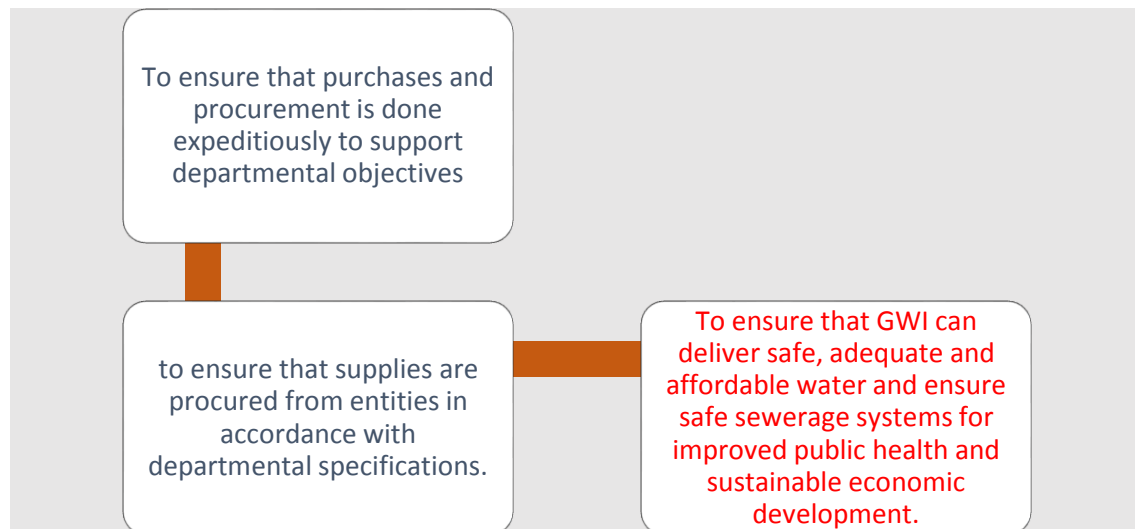 To ensure that purchases and
procurement is done
expeditiously to support
departmental objectives
to ensure that supplies are
procured from entities in
accordance with
departmental specifications.
To ensure that GWI can
deliver safe, adequate and
affordable water and ensure
safe sewerage systems for
improved public health and
sustainable economic
development.